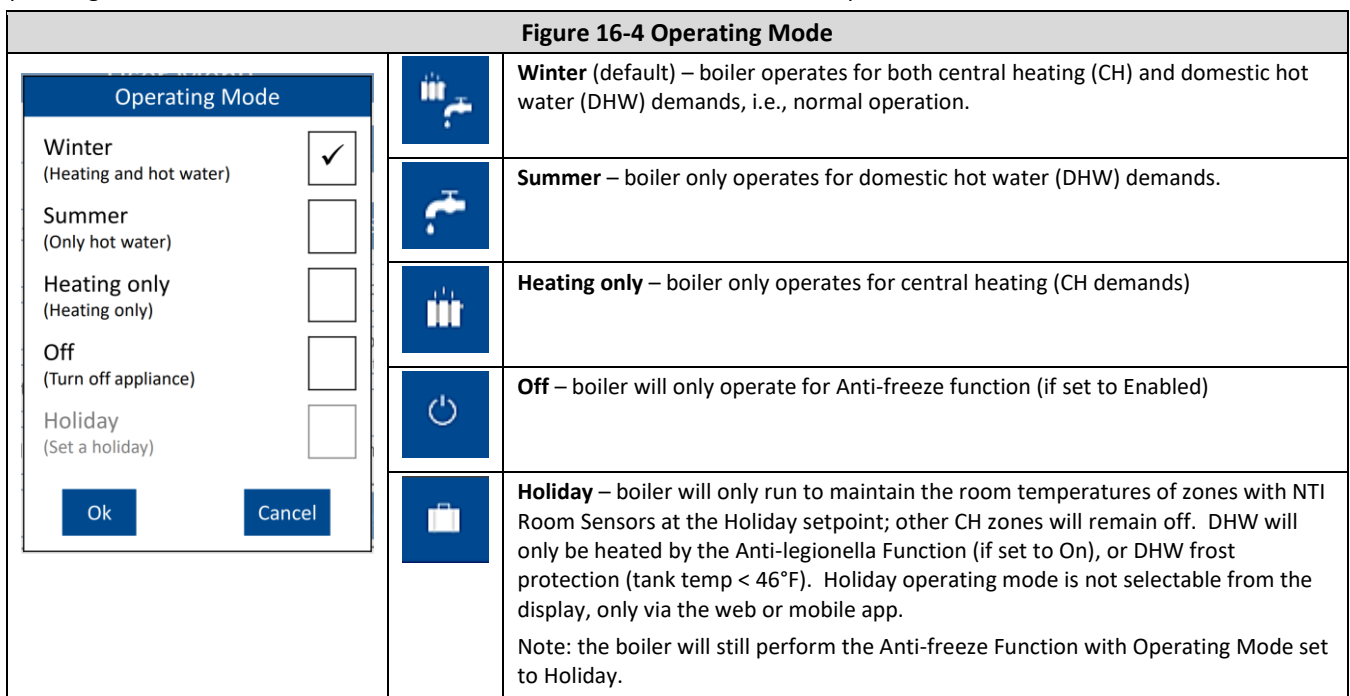 Figure 16-4 Operating Mode
Operating Mode
Winter
(Heating and hot water)
✓
Summer
(Only hot water)
Heating only
(Heating only)
Off
(Turn off appliance)
Holiday
(Set a holiday)
Ok
Cancel
Winter (default) – boiler operates for both central heating (CH) and domestic hot
water (DHW) demands, i.e., normal operation.
Summer – boiler only operates for domestic hot water (DHW) demands.
Heating only – boiler only operates for central heating (CH demands)
Off – boiler will only operate for Anti-freeze function (if set to Enabled)
Holiday – boiler will only run to maintain the room temperatures of zones with NTI
Room Sensors at the Holiday setpoint; other CH zones will remain off.  DHW will
only be heated by the Anti-legionella Function (if set to On), or DHW frost
protection (tank temp < 46°F).  Holiday operating mode is not selectable from the
display, only via the web or mobile app.
Note: the boiler will still perform the Anti-freeze Function with Operating Mode set
to Holiday.